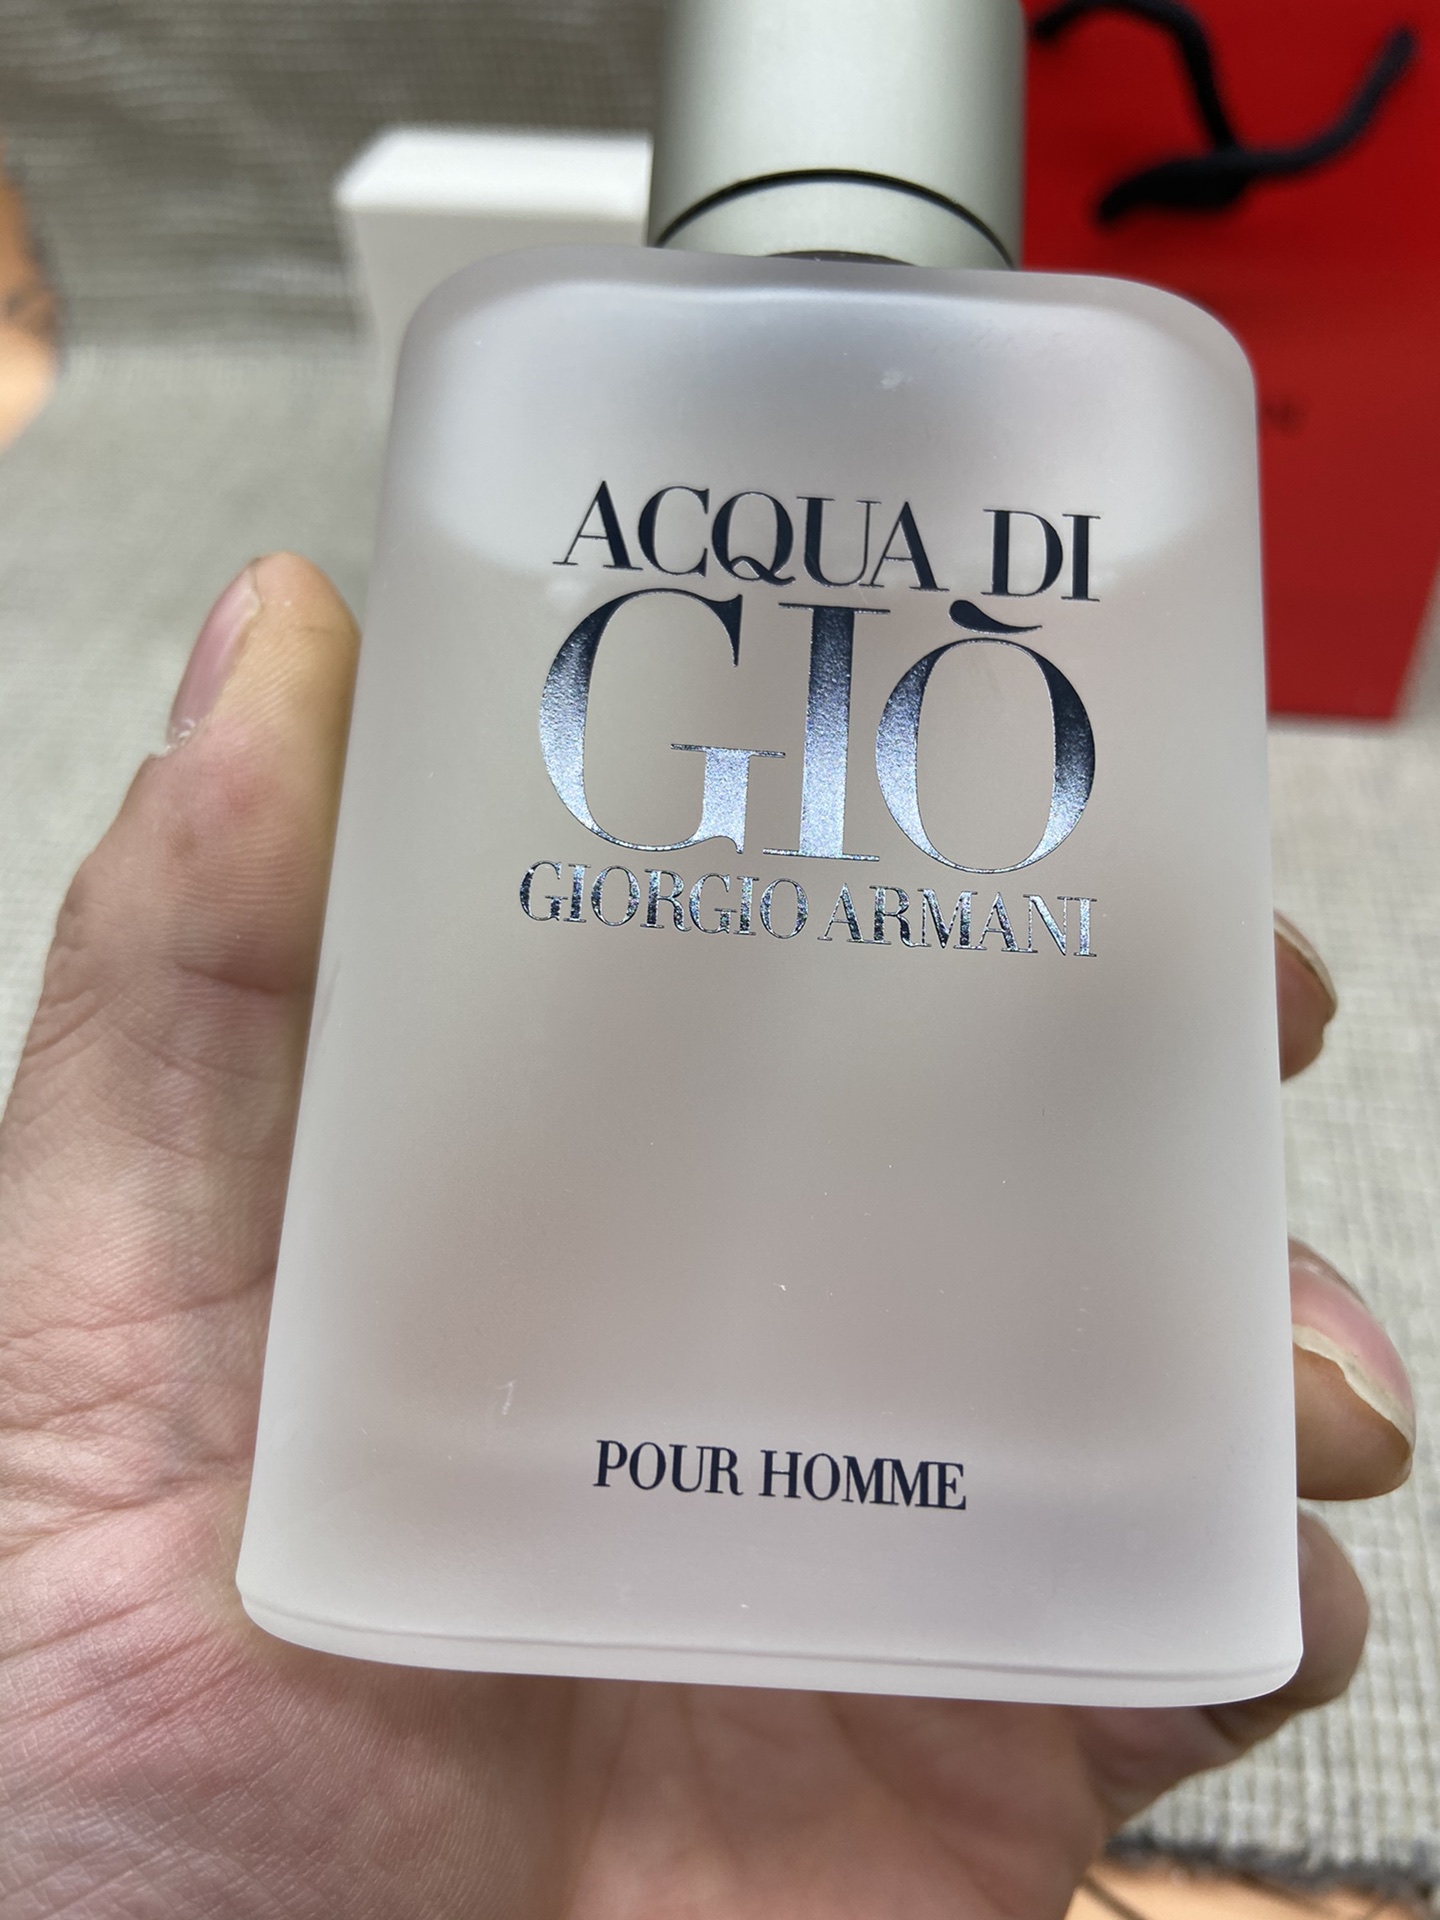 ACQUA DI
GIÒ
GIORGIO ARMANI
POUR HOMME